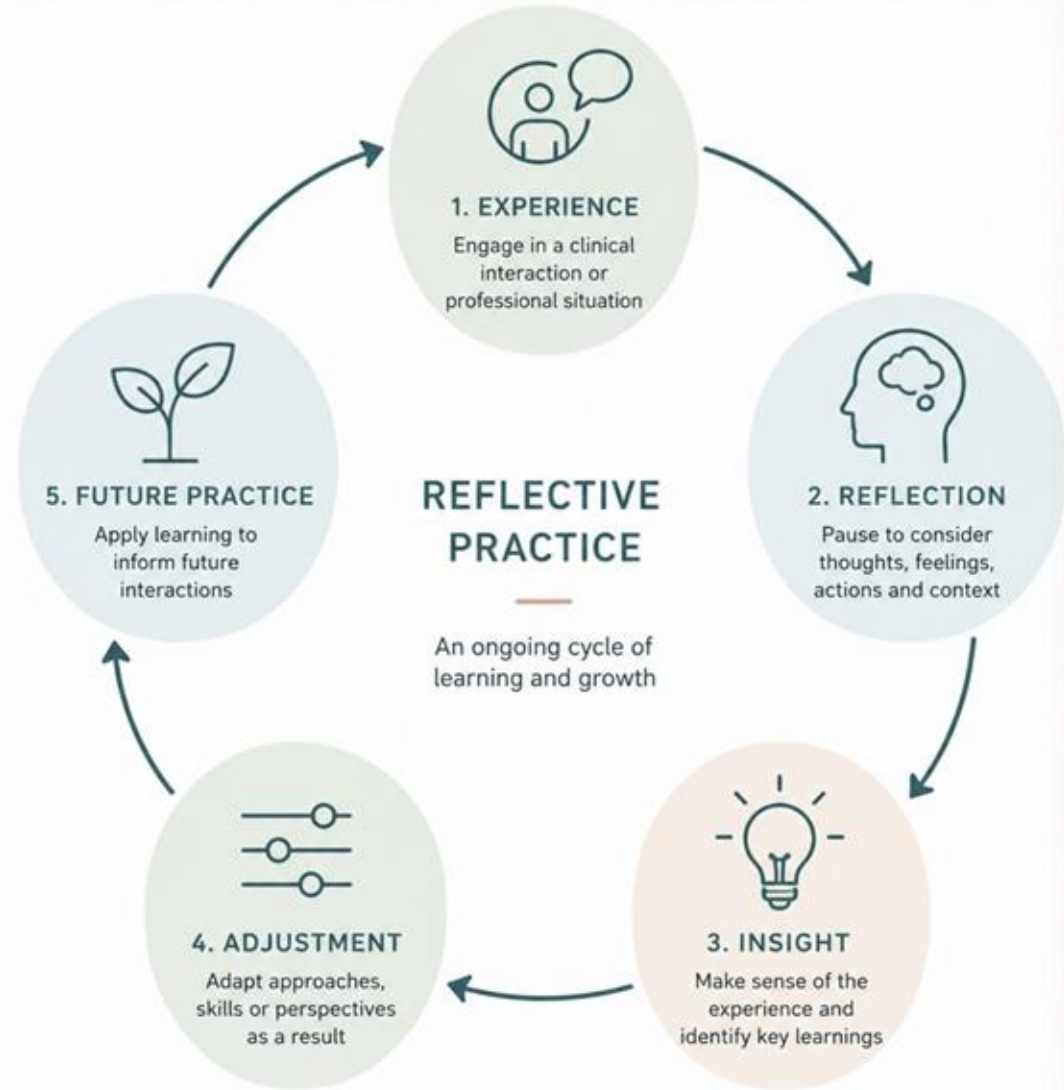 1. EXPERIENCE
Engage in a clinical
interaction or
professional situation
2. REFLECTION
Pause to consider
thoughts, feelings,
actions and context
3. INSIGHT
Make sense of the
experience and
identify key learnings
4. ADJUSTMENT
Adapt approaches,
skills or perspectives
as a result
5. FUTURE PRACTICE
Apply learning to
inform future
interactions
REFLECTIVE
PRACTICE
An ongoing cycle of
learning and growth